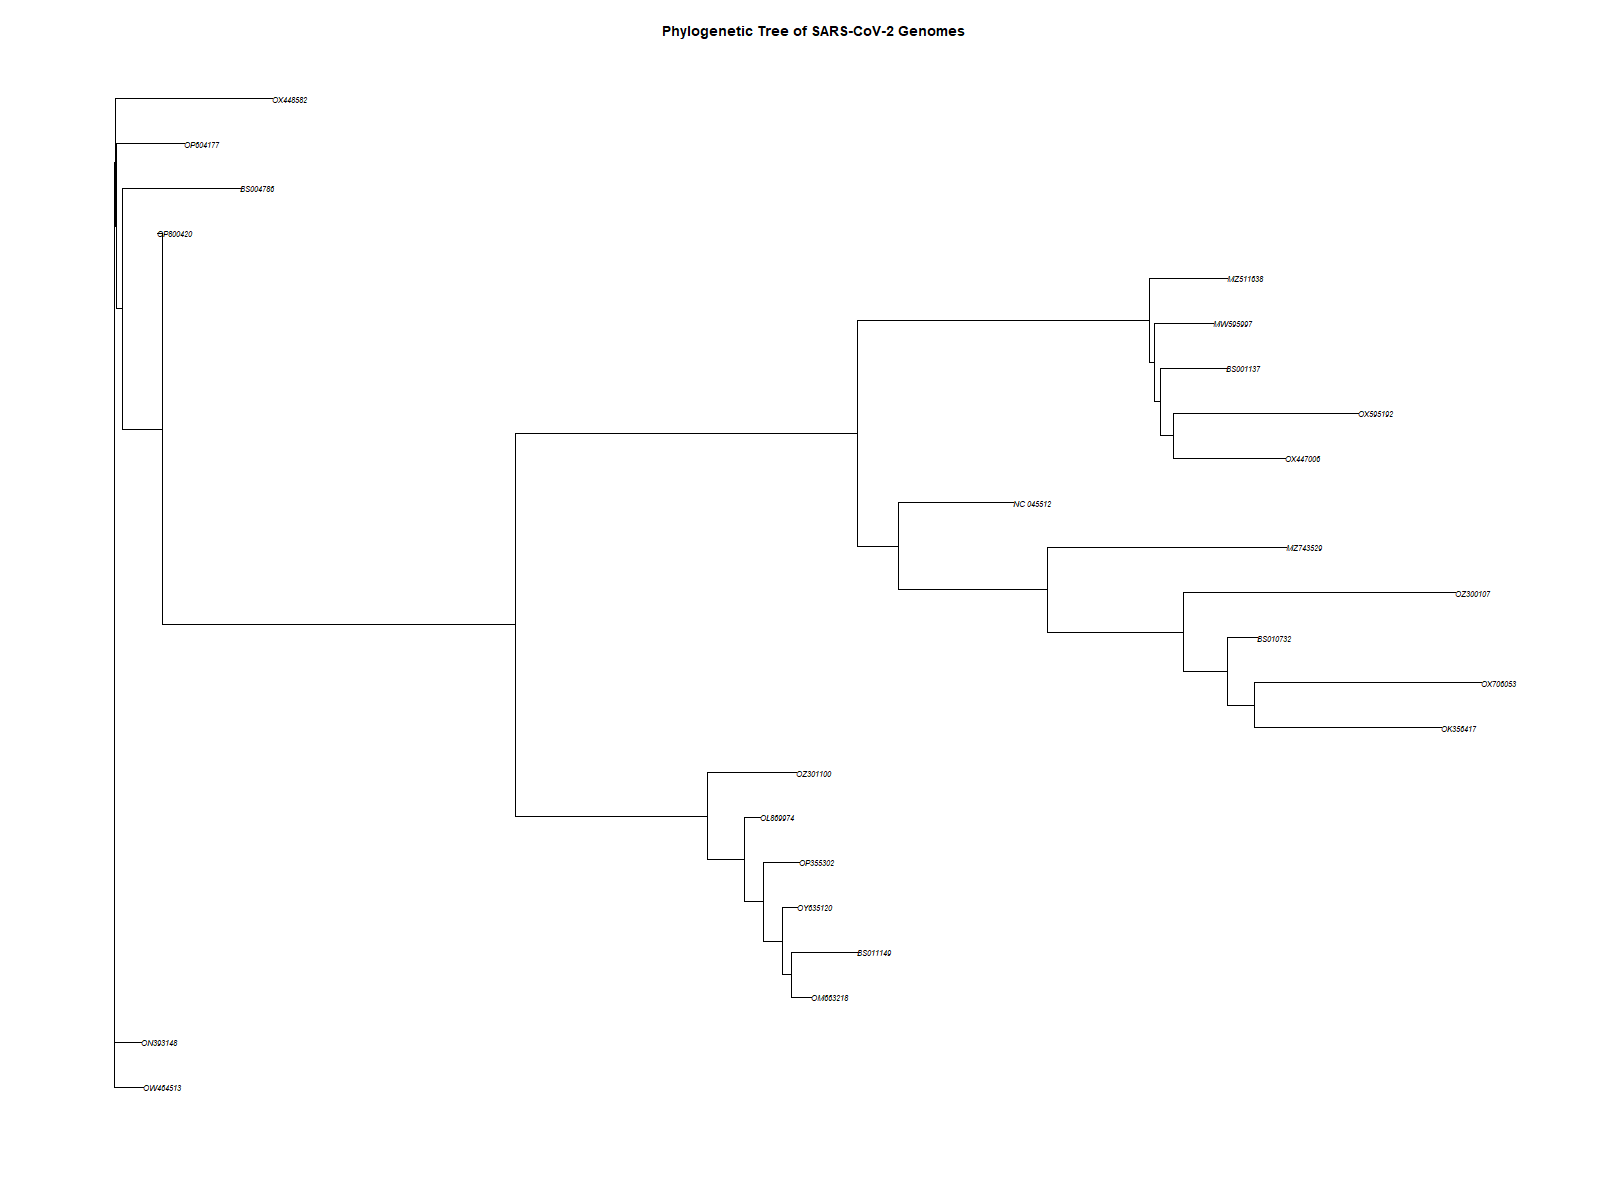 Phylogenetic Tree of SARS-CoV-2 Genomes
OX446582
OP604177
BS004786
OP800420
MZ511638
MW595997
BS001137
OX595192
OX447006
NC 045512
MZ743529
OZ300107
BS010732
OX706053
OK356417
OZ301100
OL869974
OP355302
OY635120
BS011149
OM663218
ON393148
OW464513